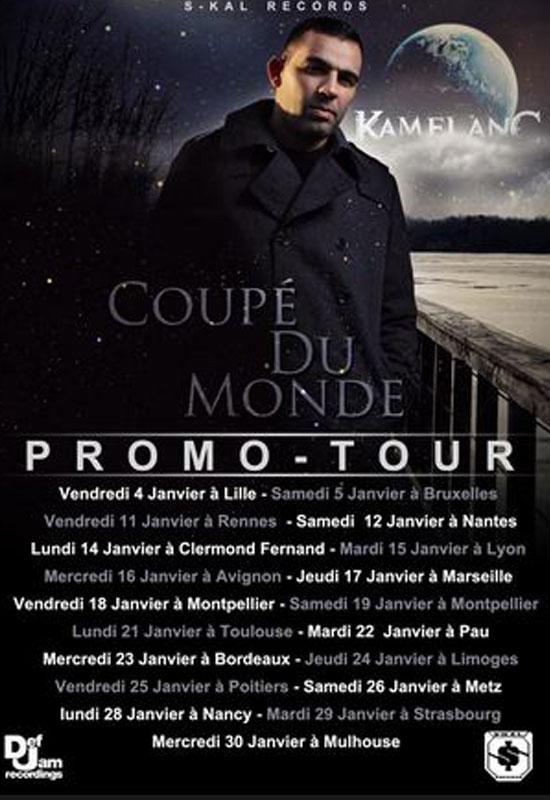 S-KAL RECORDS
KAMELANC
COUPÉ
DU
MONDE
PROMO-TOUR
Vendredi 4 Janvier à Lille - Samedi 5 Janvier à Bruxelles
Vendredi 11 Janvier à Rennes - Samedi 12 Janvier à Nantes
Lundi 14 Janvier à Clermond Fernand - Mardi 15 Janvier à Lyon
Mercredi 16 Janvier à Avignon - Jeudi 17 Janvier à Marseille
Vendredi 18 Janvier à Montpellier - Samedi 19 Janvier à Montpellier
Lundi 21 Janvier à Toulouse - Mardi 22 Janvier à Pau
Mercredi 23 Janvier à Bordeaux - Jeudi 24 Janvier à Limoges
Vendredi 25 Janvier à Poitiers - Samedi 26 Janvier à Metz
lundi 28 Janvier à Nancy - Mardi 29 Janvier à Strasbourg
Mercredi 30 Janvier à Mulhouse
Def
Jam
recordings